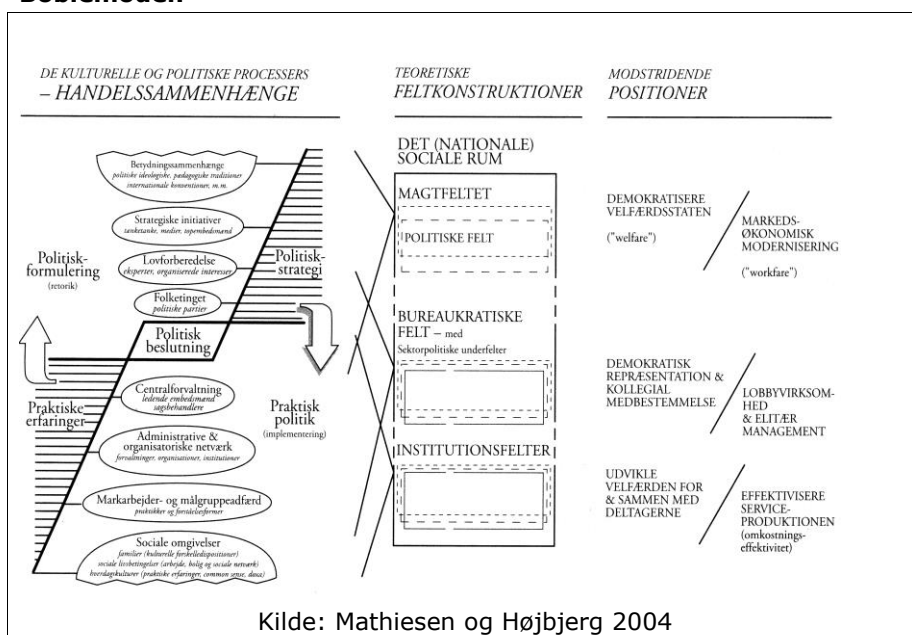 Boblemoden
DE KULTURELLE OG POLITISKE PROCESSERS
– HANDELSSAMMENHÆNGE
TEORETISKE
FELTKONSTRUKTIONER
MODSTRIDENDE
POSITIONER
Betydningssammenhænge
politiske ideologiske, pædagogiske traditioner
internationale konventioner, m.m.
Strategiske initiativer
tænketanke, medier, topembedsmænd
Politisk-
formulering
(retorik)
Lovforberedelse
eksperter, organiserede interesser
Politisk-
strategi
Folketinget
politiske partier
Politisk
beslutning
Praktiske
erfaringer
Centralforvaltning
ledende embedsmænd
sagsbehandlere
Praktisk
politik
(implementering)
Administrative &
organisatoriske netværk
forvaltninger, organisationer, institutioner
Markarbejder- og målgruppeadfærd
praktikker og forståelsesformer
Sociale omgivelser
familier (kulturelle forskelledispositioner)
sociale livsbetingelser (arbejde, bolig og sociale netværk)
hverdagskulturer (praktiske erfaringer, common sense, doxa)
DET (NATIONALE)
SOCIALE RUM
MAGTFELTET
POLITISKE FELT
BUREAUKRATISKE
FELT – med
Sektorpolitiske underfelter
INSTITUTIONSFELTER
DEMOKRATISERE
VELFÆRDSSTATEN
("welfare")
MARKEDS-
ØKONOMISK
MODERNISERING
("workfare")
DEMOKRATISK
REPRÆSENTATION &
KOLLEGIAL
MEDBESTEMMELSE
LOBBYVIRKSOM-
HED
& ELITÆR
MANAGEMENT
UDVIKLE
VELFÆRDEN FOR
& SAMMEN MED
DELTAGERNE
EFFEKTIVISERE
SERVICE-
PRODUKTIONEN
(omkostnings-
effektivitet)
Kilde: Mathiesen og Højbjerg 2004